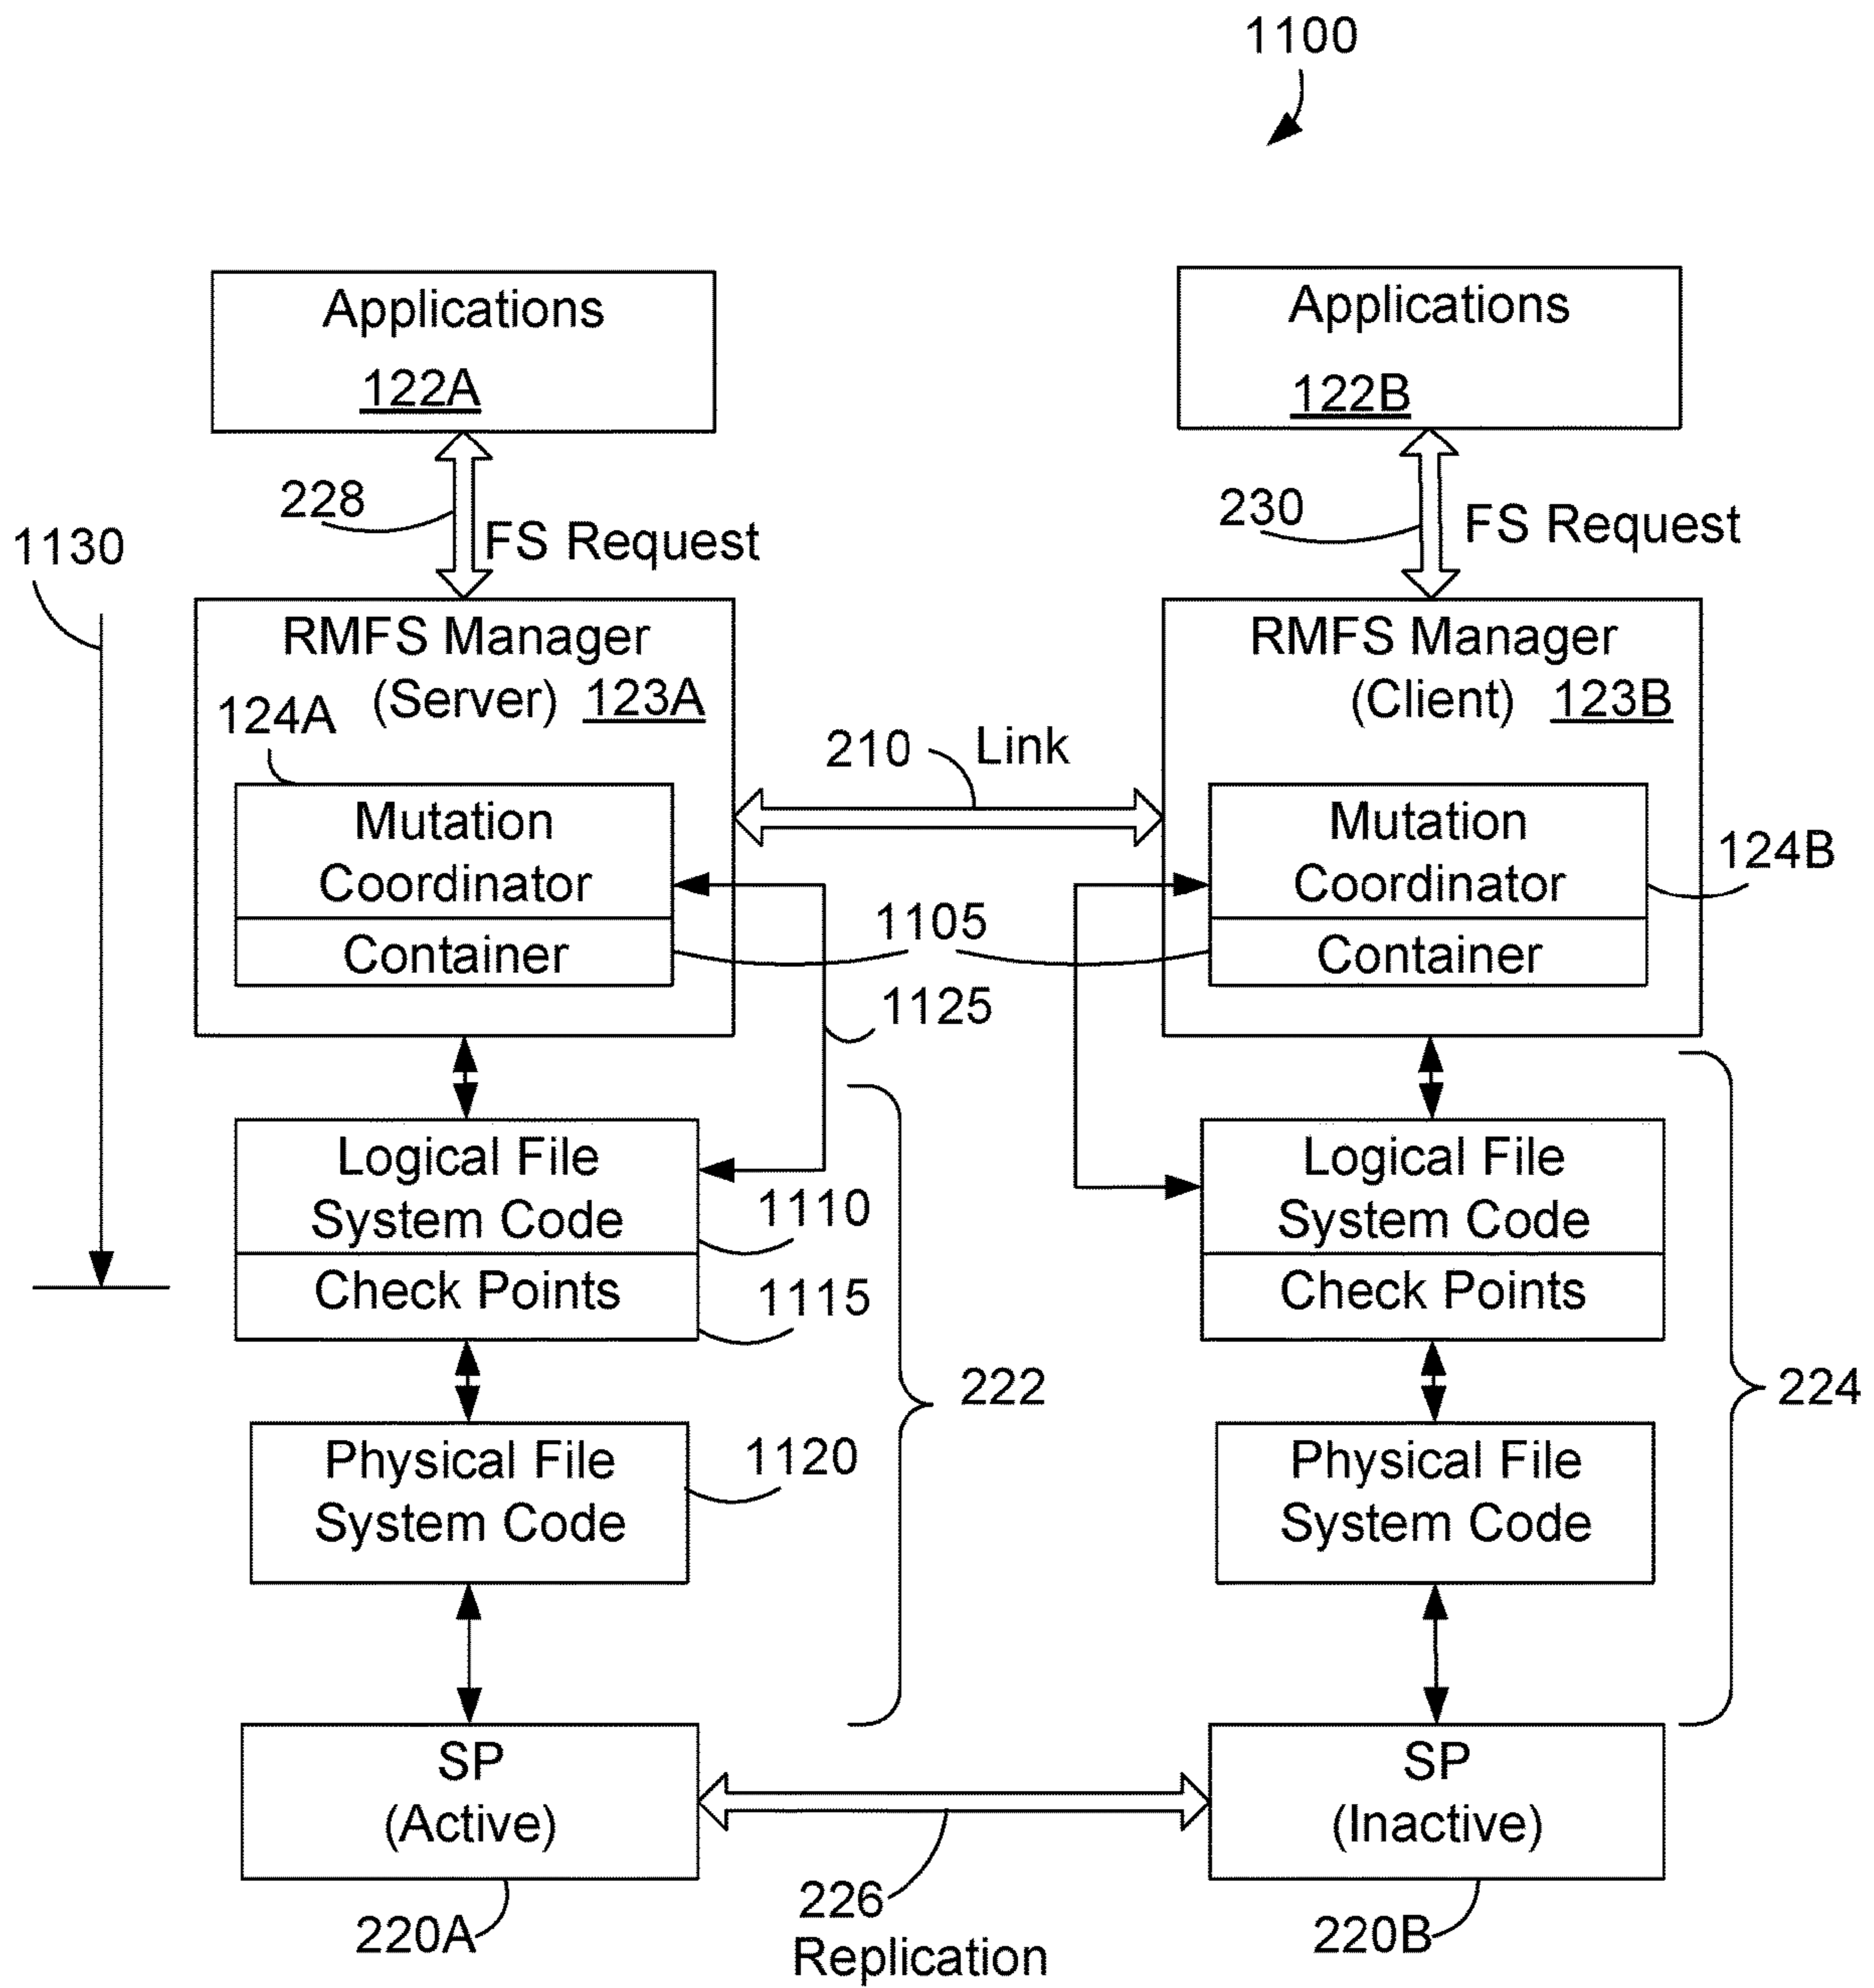 1100
Applications
122A
Applications
122B
228
FS Request
230
FS Request
1130
RMFS Manager
(Server) 123A
124A
Mutation
Coordinator
Container
210
Link
RMFS Manager
(Client) 123B
Mutation
Coordinator
Container
124B
1105
1125
Logical File
System Code
Check Points
1110
1115
222
Logical File
System Code
Check Points
224
Physical File
System Code
1120
Physical File
System Code
SP
(Active)
220A
226
Replication
SP
(Inactive)
220B